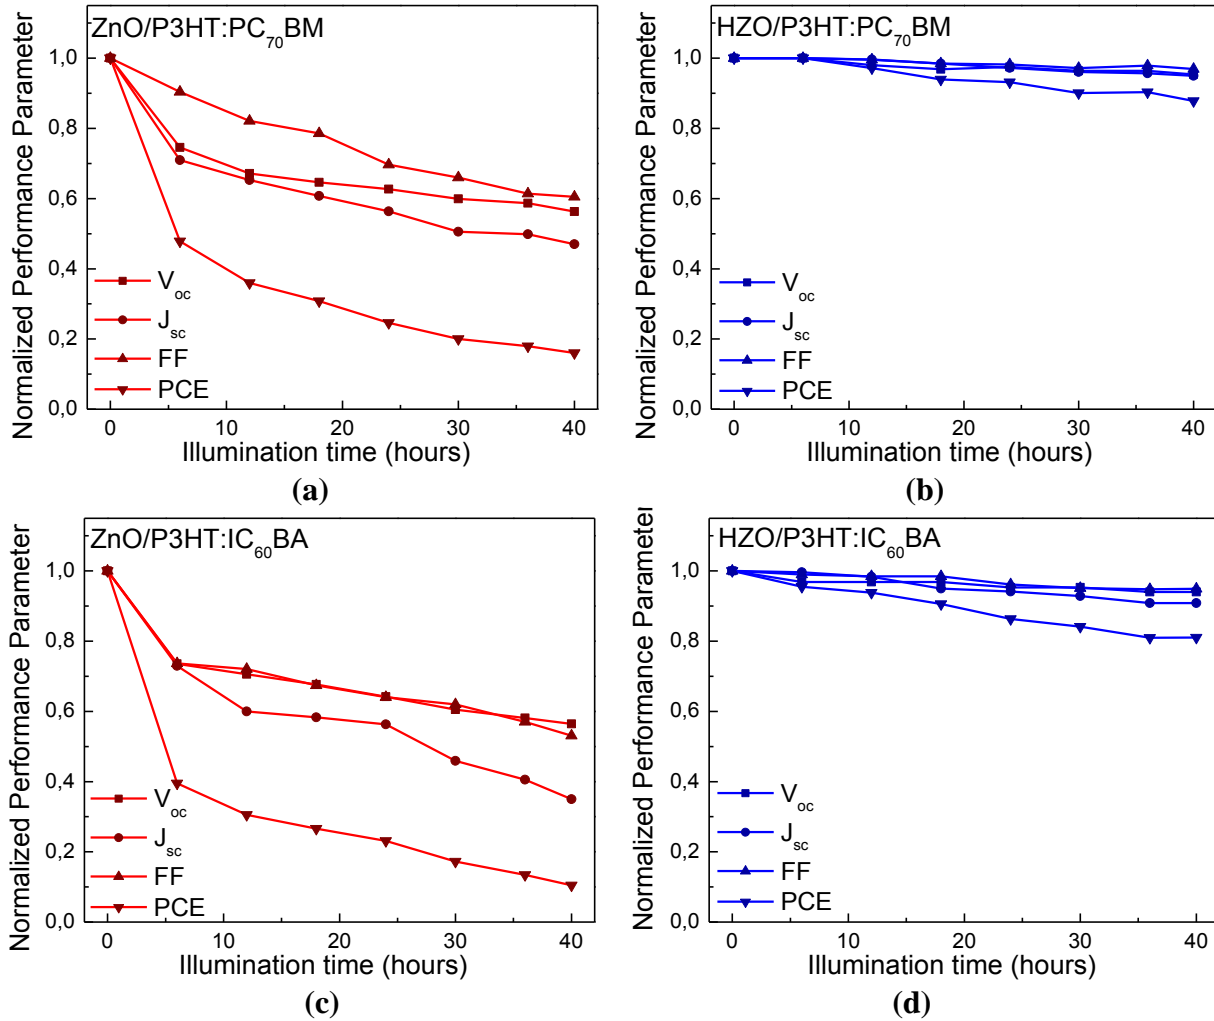 ZnO/P3HT:PC70BM
Normalized Performance Parameter
1,0
0,8
0,6
0,4
0,2
0,0
Voc
Jsc
FF
PCE
0 10 20 30 40
Illumination time (hours)
(a)
HZO/P3HT:PC70BM
Normalized Performance Parameter
1,0
0,8
0,6
0,4
0,2
0,0
Voc
Jsc
FF
PCE
0 10 20 30 40
Illumination time (hours)
(b)
ZnO/P3HT:IC60BA
Normalized Performance Parameter
1,0
0,8
0,6
0,4
0,2
0,0
Voc
Jsc
FF
PCE
0 10 20 30 40
Illumination time (hours)
(c)
HZO/P3HT:IC60BA
Normalized Performance Parameter
1,0
0,8
0,6
0,4
0,2
0,0
Voc
Jsc
FF
PCE
0 10 20 30 40
Illumination time (hours)
(d)